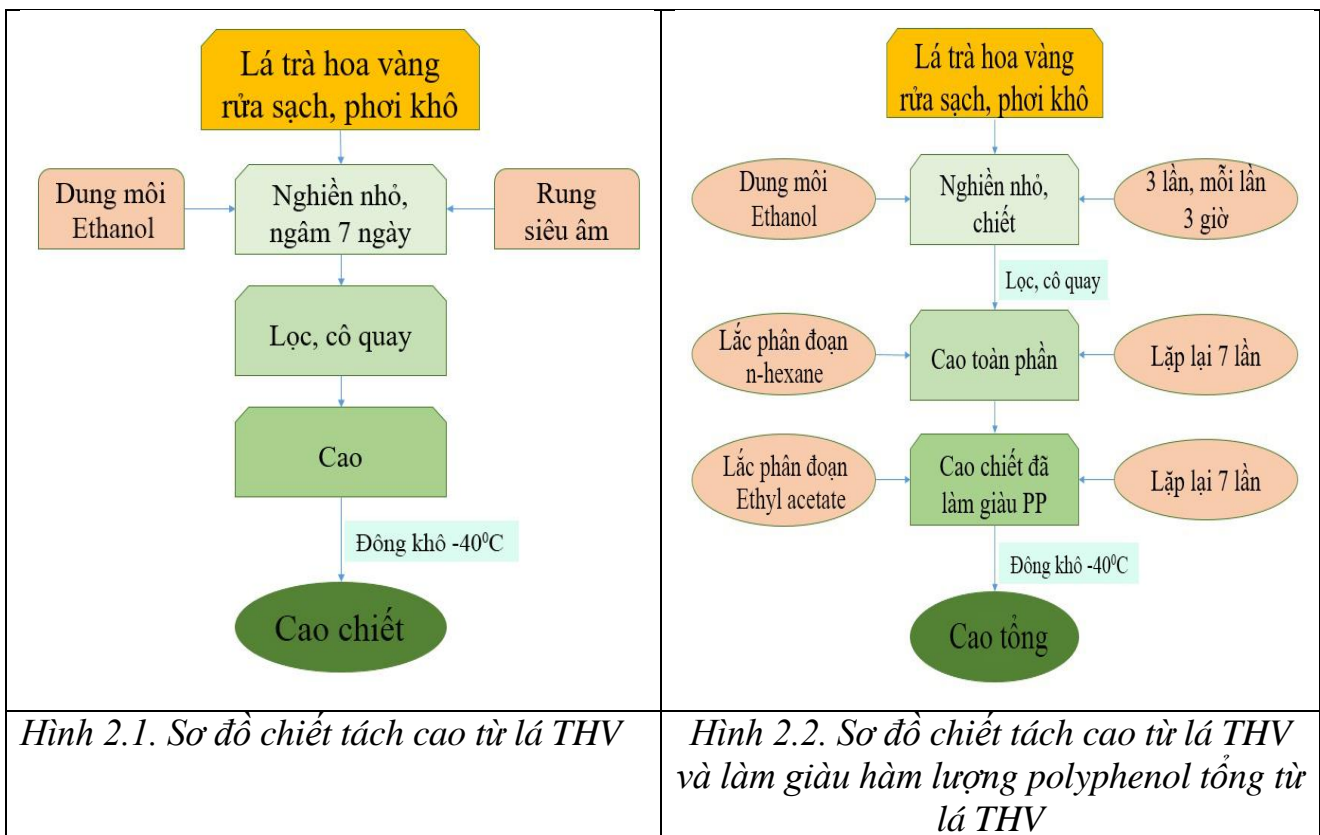 Lá trà hoa vàng
rửa sạch, phơi khô
Dung môi
Ethanol
Nghiền nhỏ,
ngâm 7 ngày
Rung
siêu âm
Lọc, cô quay
Cao
Đông khô -40⁰C
Cao chiết
Hình 2.1. Sơ đồ chiết tách cao từ lá THV
Lá trà hoa vàng
rửa sạch, phơi khô
Dung môi
Ethanol
Nghiền nhỏ,
chiết
3 lần, mỗi lần
3 giờ
Lọc, cô quay
Lắc phân đoạn
n-hexane
Cao toàn phần
Lặp lại 7 lần
Lắc phân đoạn
Ethyl acetate
Cao chiết đã
làm giàu PP
Lặp lại 7 lần
Đông khô -40⁰C
Cao tổng
Hình 2.2. Sơ đồ chiết tách cao từ lá THV
và làm giàu hàm lượng polyphenol tổng từ
lá THV